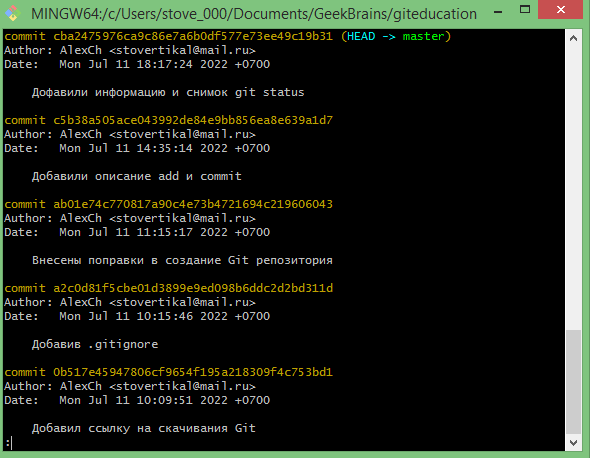 MINGW64:/c/Users/stove_000/Documents/GeekBrains/giteducation
commit cba2475976ca9c86e7a6b0df577e73ee49c19b31 (HEAD -> master)
Author: AlexCh <stovertikal@mail.ru>
Date:   Mon Jul 11 18:17:24 2022 +0700
Дофавили информацию и снимок git status
commit c5b38a505ace043992de84e9bb856ea8e639a1d7
Author: AlexCh <stovertikal@mail.ru>
Date:   Mon Jul 11 14:35:14 2022 +0700
Добавили описание add и commit
commit ab01e74c770817a90c4e73b4721694c219606043
Author: AlexCh <stovertikal@mail.ru>
Date:   Mon Jul 11 11:15:17 2022 +0700
Внесены поправки в создание Git репозитория
commit a2c0d81f5cbe01d3899e9ed098b6ddc2d2bd311d
Author: AlexCh <stovertikal@mail.ru>
Date:   Mon Jul 11 10:15:46 2022 +0700
Добавив .gitignore
commit 0b517e45947806cf9654f195a218309f4c753bd1
Author: AlexCh <stovertikal@mail.ru>
Date:   Mon Jul 11 10:09:51 2022 +0700
Добавил ссылку на скачивания Git
: